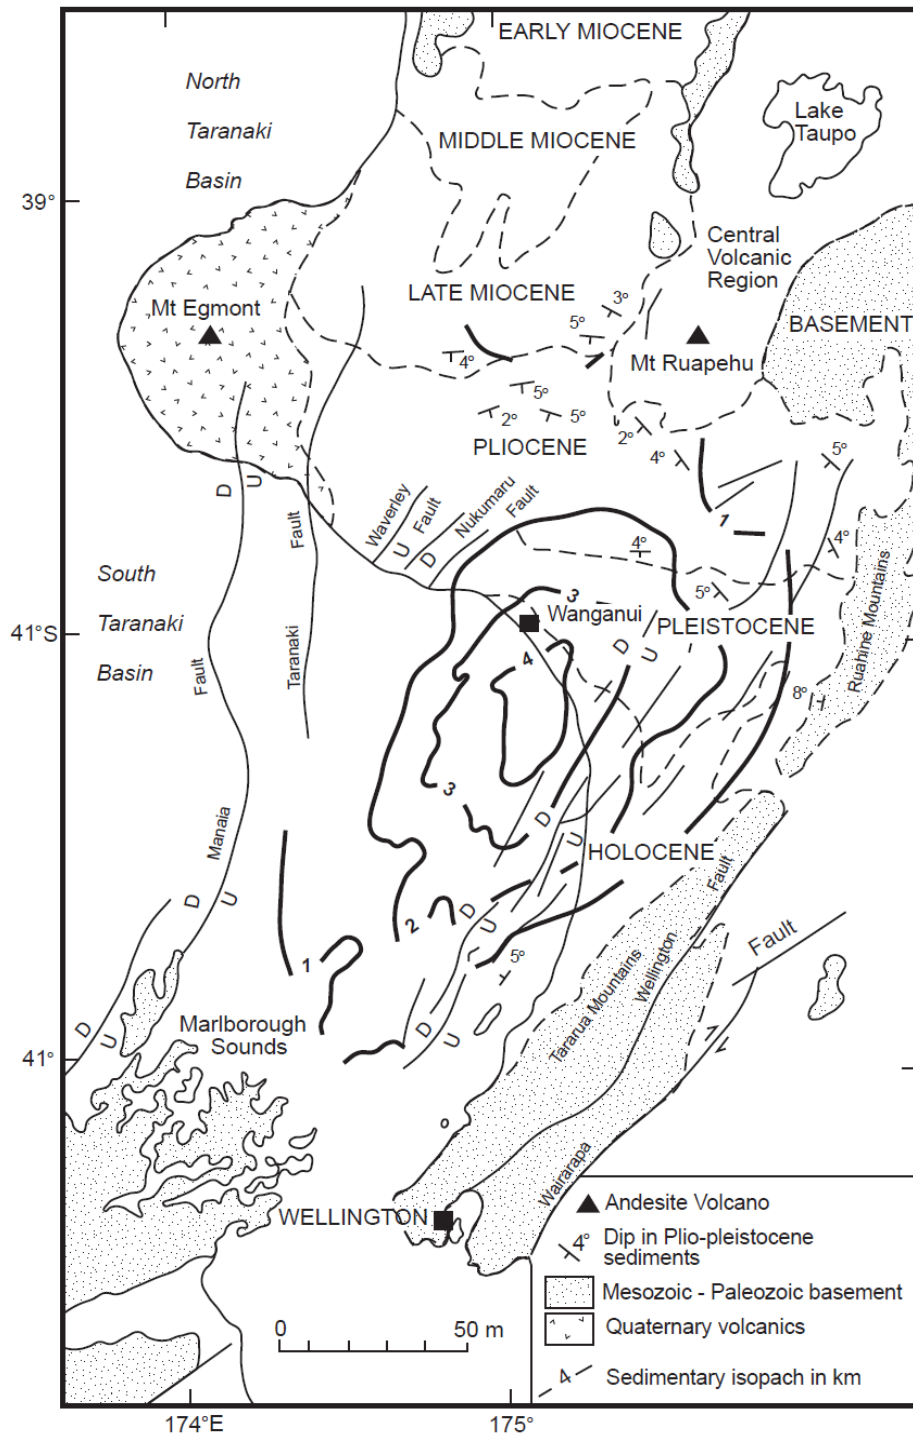 EARLY MIOCENE
North
Taranaki
Basin
Lake
Taupo
MIDDLE MIOCENE
39°
Central
Volcanic
Region
LATE MIOCENE
3°
Mt Egmont
5°
BASEMENT
4°
Mt Ruapehu
5°
2°
5°
PLIOCENE
2°
4°
5°
D
U
Waverley
Fault
Nukumaru
Fault
U
D
1
Fault
4°
4°
South
Taranaki
Basin
3
5°
Wanganui
41°S
PLEISTOCENE
Ruahine Mountains
D
U
Fault
Taranaki
4
8°
3
Manaia
D
U
HOLOCENE
D
U
Fault
2
D
U
1
5°
Wellington
Fault
Tararua Mountains
Marlborough
Sounds
D
U
D
U
41°
Wairarapa
WELLINGTON
Andesite Volcano
4°
Dip in Plio-pleistocene
sediments
Mesozoic - Paleozoic basement
Quaternary volcanics
4
Sedimentary isopach in km
0
50 m
174°E
175°